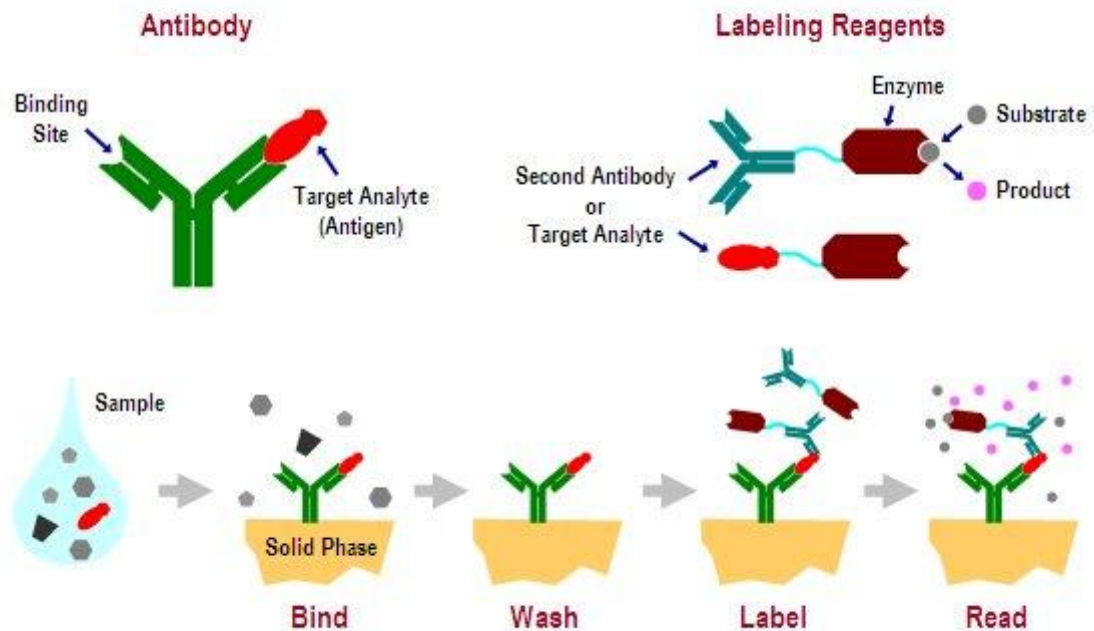 Antibody
Labeling Reagents
Binding
Site
Target Analyte
(Antigen)
Enzyme
Substrate
Product
Second Antibody
or
Target Analyte
Sample
Solid Phase
Bind
Wash
Label
Read